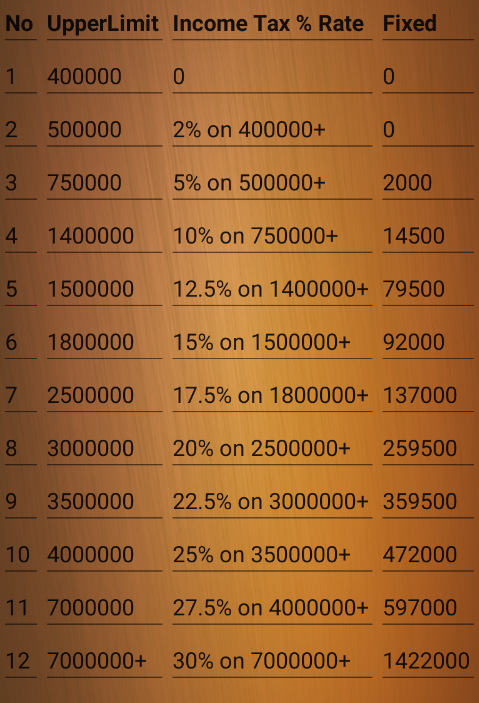 No UpperLimit Income Tax % Rate Fixed
1 400000 0 0
2 500000 2% on 400000+ 0
3 750000 5% on 500000+ 2000
4 1400000 10% on 750000+ 14500
5 1500000 12.5% on 1400000+ 79500
6 1800000 15% on 1500000+ 92000
7 2500000 17.5% on 1800000+ 137000
8 3000000 20% on 2500000+ 259500
9 3500000 22.5% on 3000000+ 359500
10 4000000 25% on 3500000+ 472000
11 7000000 27.5% on 4000000+ 597000
12 7000000+ 30% on 7000000+ 1422000